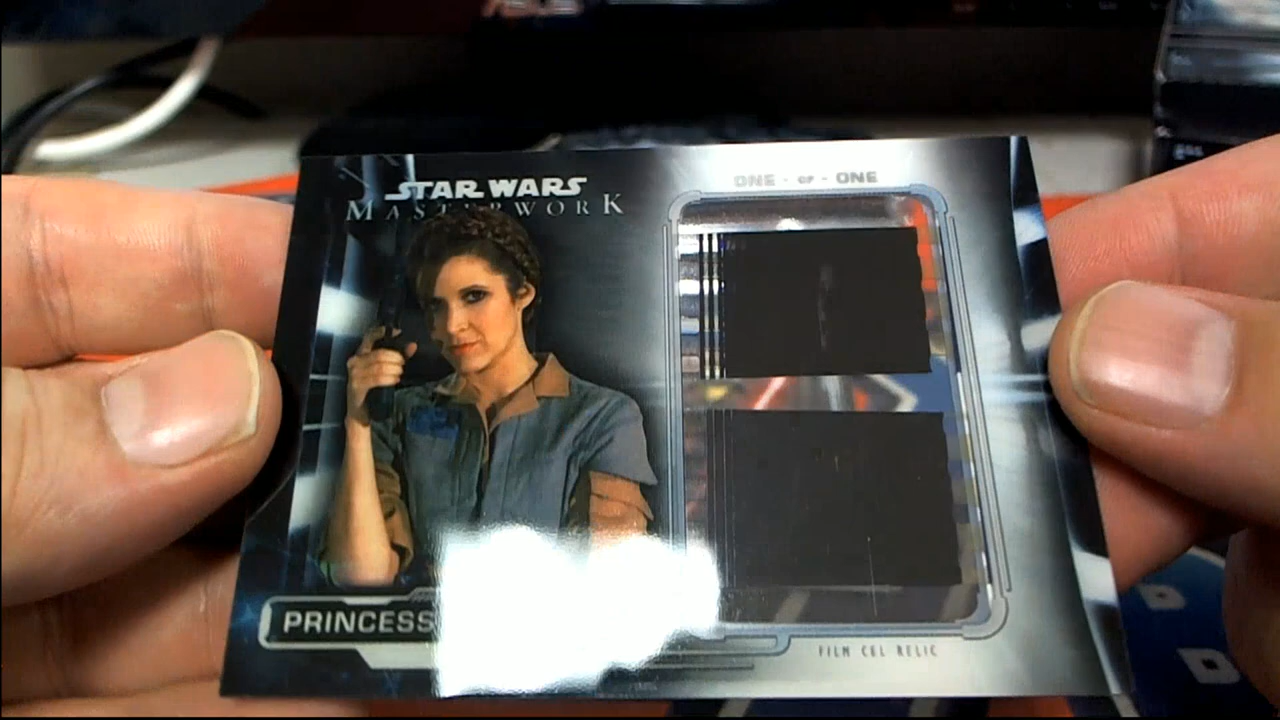 STAR WARS
MASTERWORK
ONE - OF - ONE
PRINCESS
FILM CEL RELIC